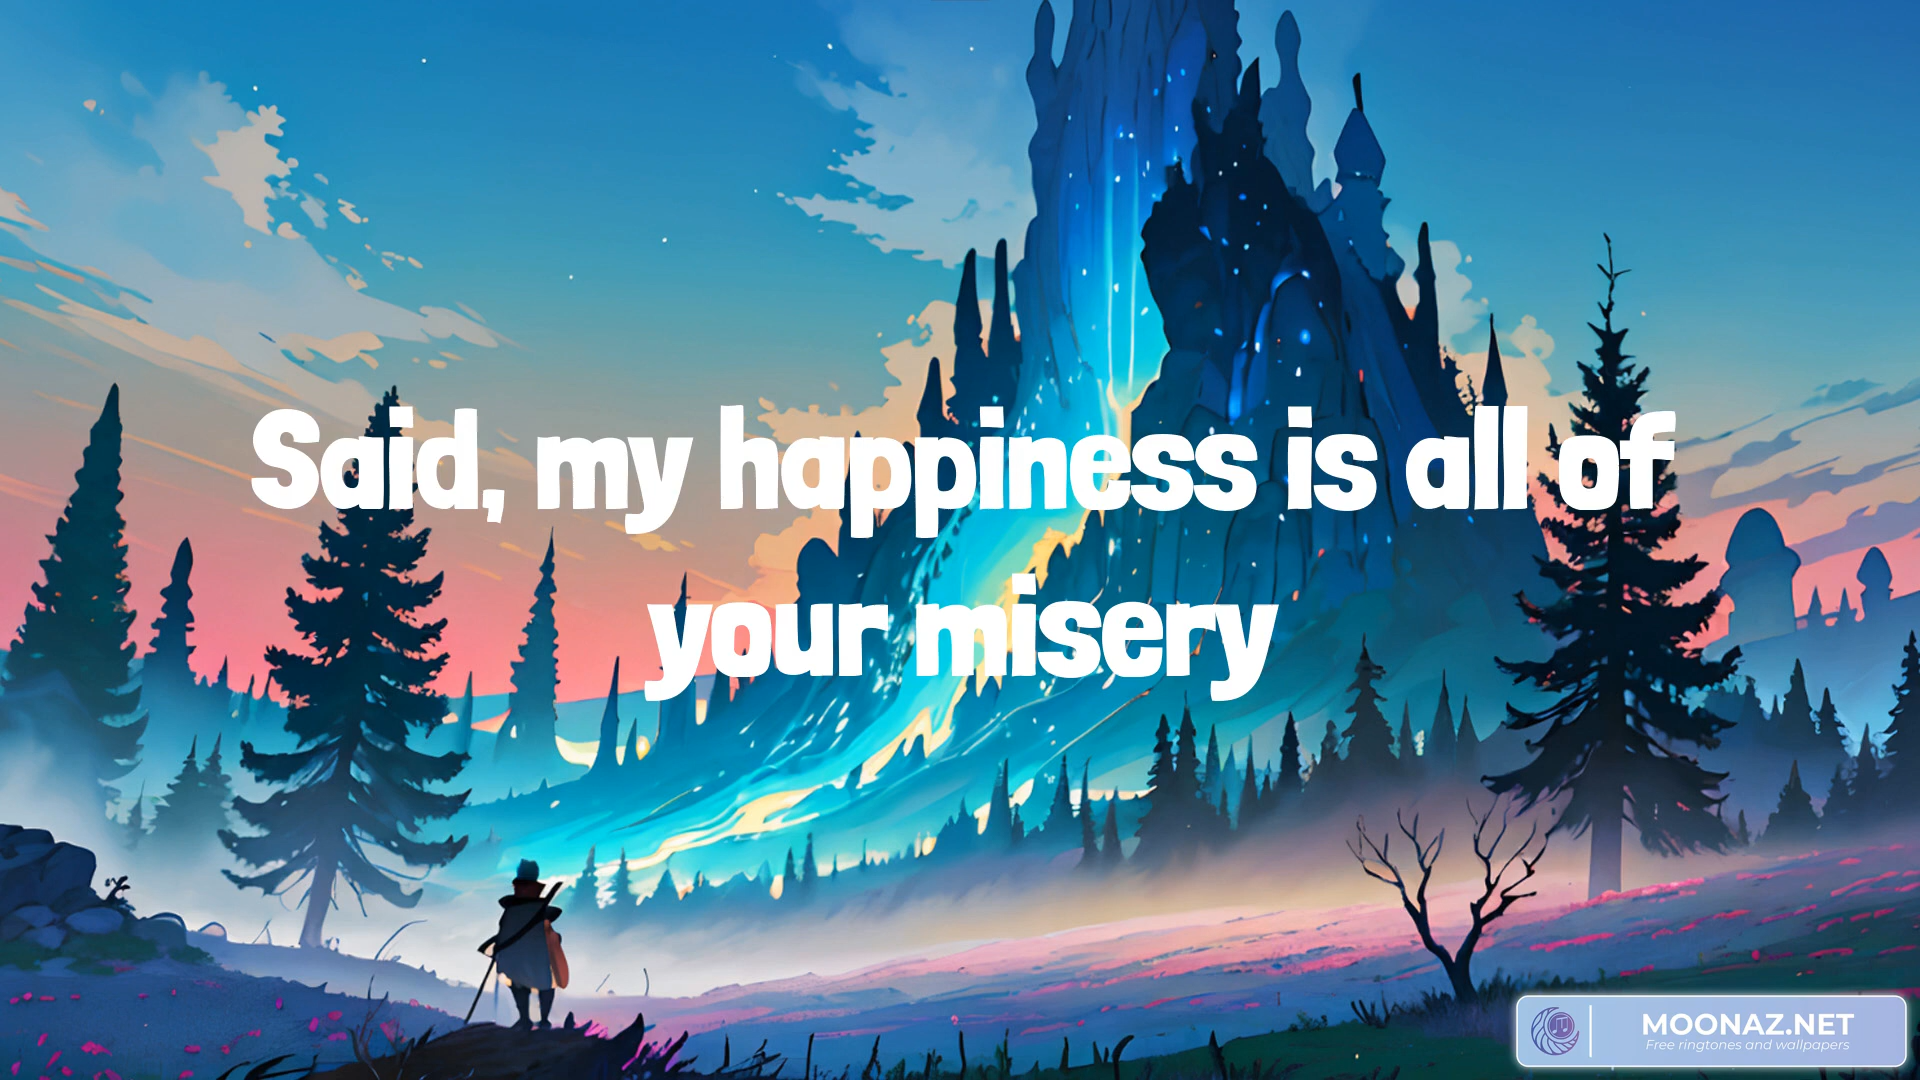 Said, my happiness is all of
your misery
MOONAZ.NET
Free ringtones and wallpapers